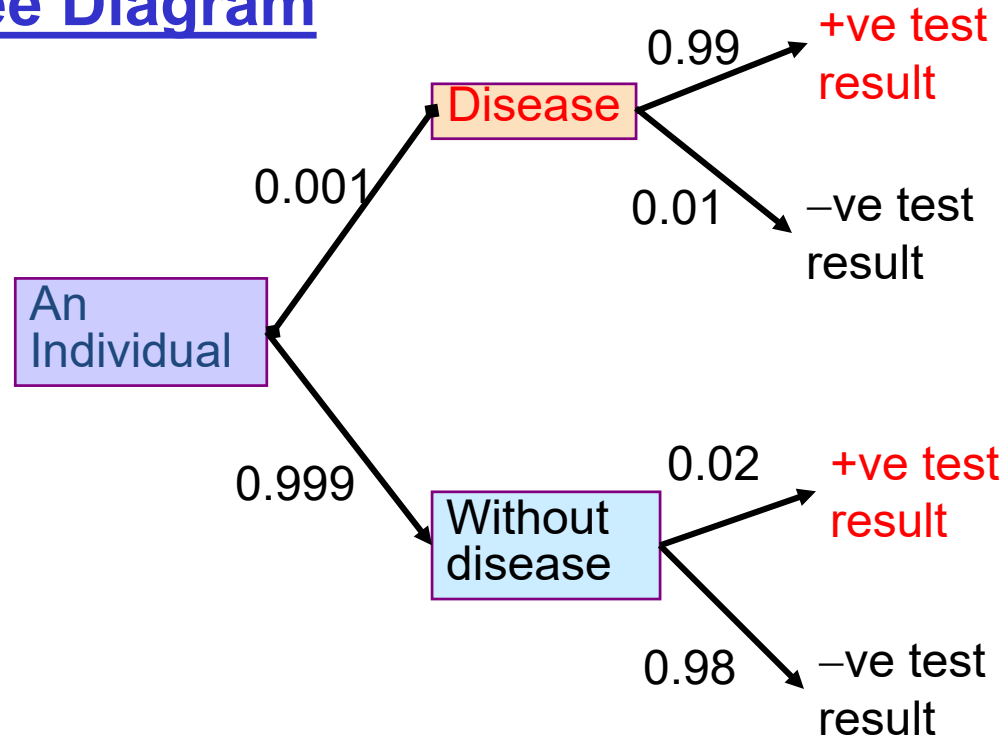 ee Diagram
0.99
+ve test
result
Disease
0.001
0.01
–ve test
result
An
Individual
0.999
0.02
+ve test
result
Without
disease
0.98
–ve test
result